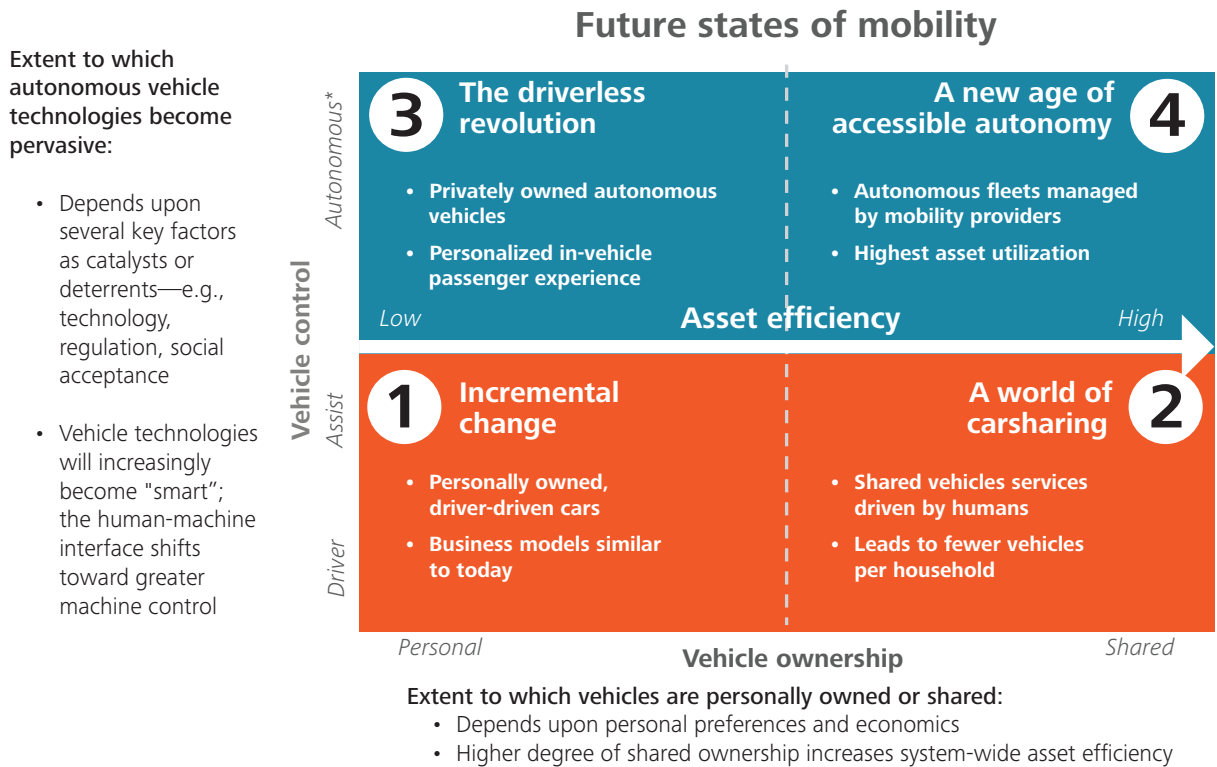 Future states of mobility
Extent to which
autonomous vehicle
technologies become
pervasive:
• Depends upon
several key factors
as catalysts or
deterrents—e.g.,
technology,
regulation, social
acceptance
• Vehicle technologies
will increasingly
become "smart”;
the human-machine
interface shifts
toward greater
machine control
Vehicle control
Autonomous*
Assist
Driver
3
The driverless
revolution
• Privately owned autonomous
vehicles
• Personalized in-vehicle
passenger experience
A new age of
accessible autonomy
4
• Autonomous fleets managed
by mobility providers
• Highest asset utilization
Low
Asset efficiency
High
1
Incremental
change
• Personally owned,
driver-driven cars
• Business models similar
to today
A world of
carsharing
2
• Shared vehicles services
driven by humans
• Leads to fewer vehicles
per household
Personal
Vehicle ownership
Shared
Extent to which vehicles are personally owned or shared:
• Depends upon personal preferences and economics
• Higher degree of shared ownership increases system-wide asset efficiency